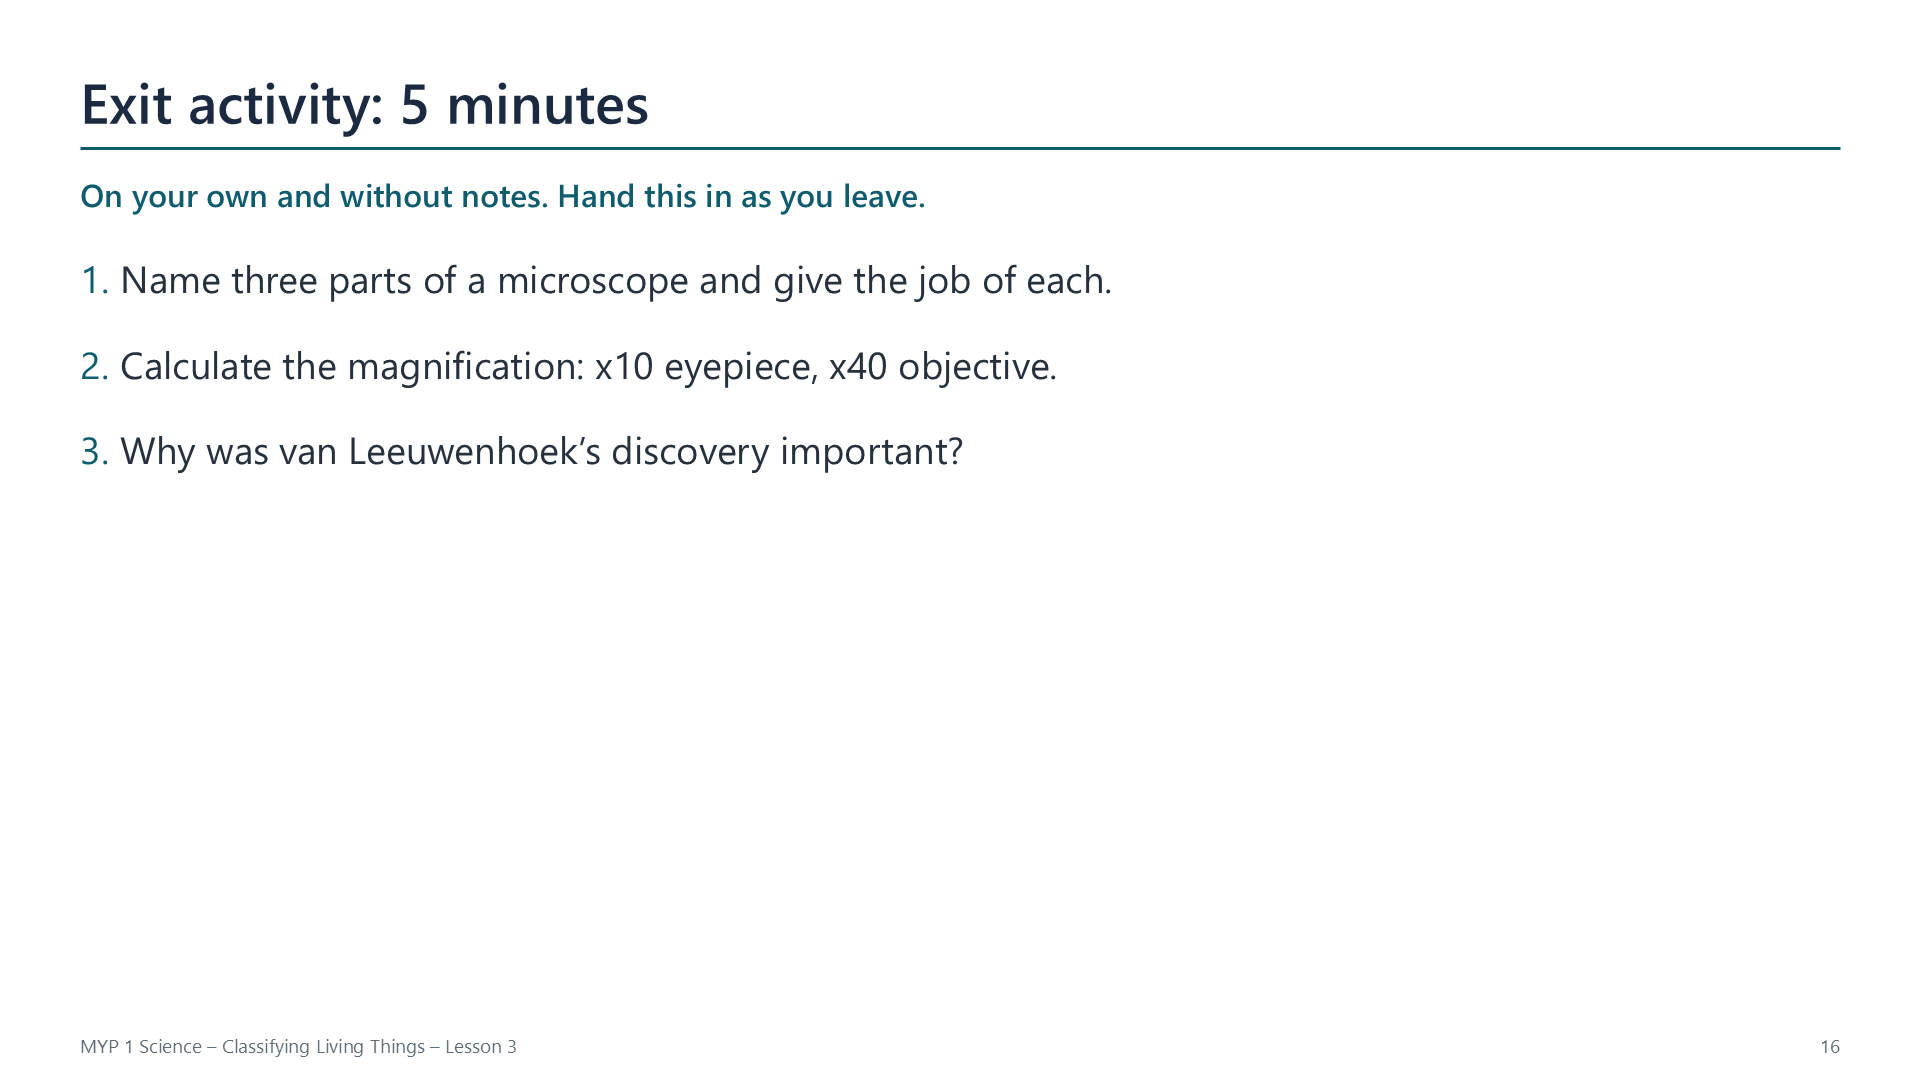 Exit activity: 5 minutes
On your own and without notes. Hand this in as you leave.
1. Name three parts of a microscope and give the job of each.
2. Calculate the magnification: x10 eyepiece, x40 objective.
3. Why was van Leeuwenhoek’s discovery important?
MYP 1 Science – Classifying Living Things – Lesson 3
16